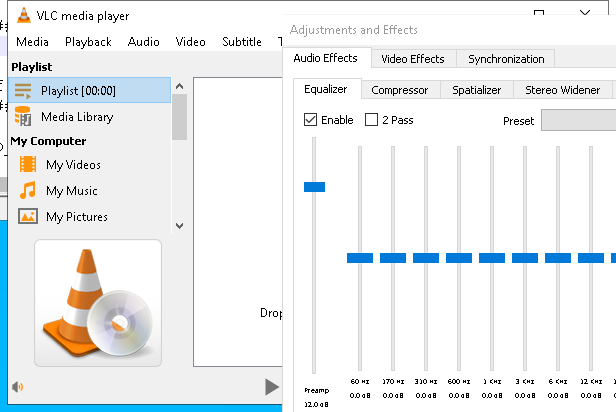 VLC media player
Media Playback Audio Video Subtitle
Playlist
Playlist [00:00]
Media Library
My Computer
My Videos
My Music
My Pictures
Adjustments and Effects
Audio Effects Video Effects Synchronization
Equalizer Compressor Spatializer Stereo Widener
Enable 2 Pass Preset
60 Hz 170 Hz 310 Hz 600 Hz 1 KHz 3 KHz 6 KHz 12 KHz
Preamp 0.0 dB 0.0 dB 0.0 dB 0.0 dB 0.0 dB 0.0 dB 0.0 dB 0.0 dB
12.0 dB